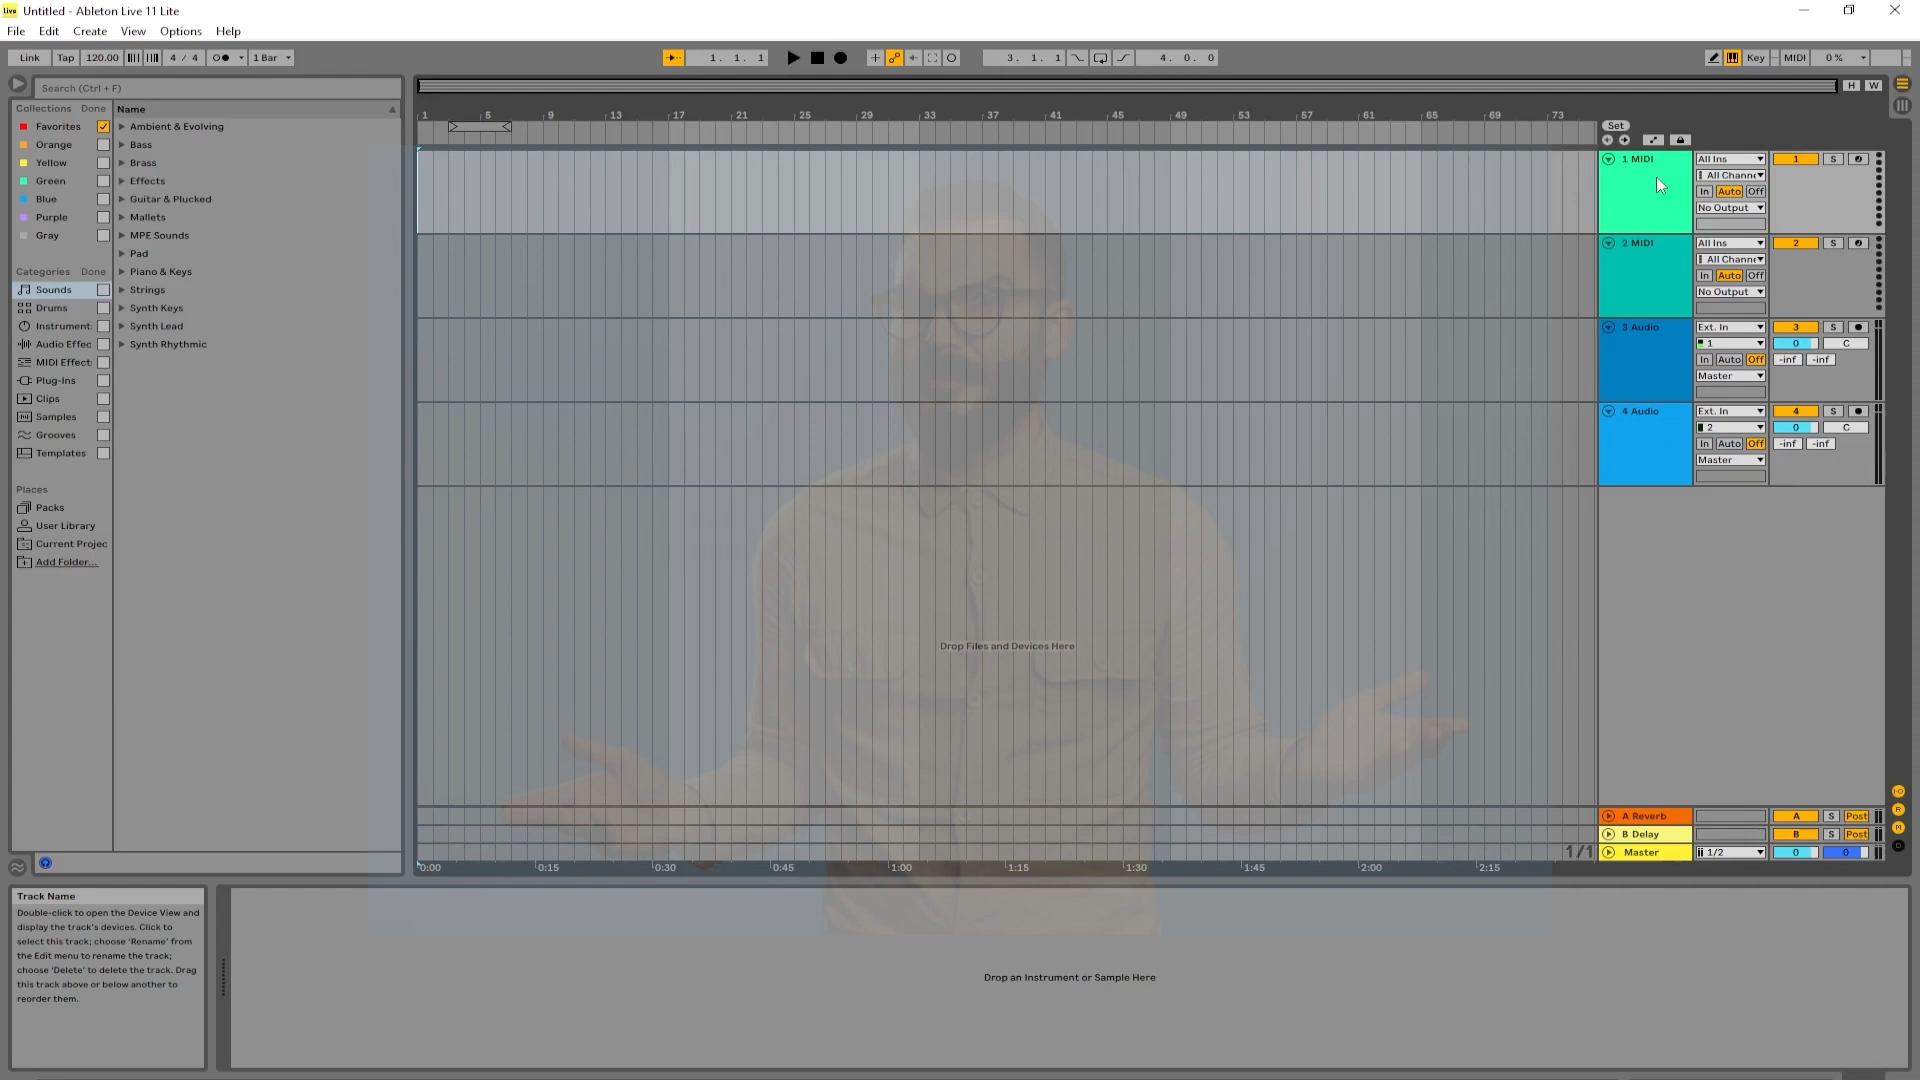 Live Untitled - Ableton Live 11 Lite
File Edit Create View Options Help
Link Tap 120.00 4 / 4 1 Bar 1. 1. 1 3. 1. 1 4. 0. 0 Key MIDI 0 %
Search (Ctrl + F)
H W
Collections Done
Name
Favorites
Orange
Yellow
Green
Blue
Purple
Gray
Categories Done
Sounds
Drums
Instrument
Audio Effec
MIDI Effect
Plug-Ins
Clips
Samples
Grooves
Templates
Places
Packs
User Library
Current Projec
Add Folder...
Ambient & Evolving
Bass
Brass
Effects
Guitar & Plucked
Mallets
MPE Sounds
Pad
Piano & Keys
Strings
Synth Keys
Synth Lead
Synth Rhythmic
1 5 9 13 17 21 25 29 33 37 41 45 49 53 57 61 65 69 73
Set
1 MIDI All Ins 1 S
All Channe
In Auto Off
No Output
2 MIDI All Ins 2 S
All Channe
In Auto Off
No Output
3 Audio Ext. In 3 S
1 0 C
In Auto Off -inf -inf
Master
4 Audio Ext. In 4 S
2 0 C
In Auto Off -inf -inf
Master
Drop Files and Devices Here
A Reverb A S Post
B Delay B S Post
1/1 Master 1/2 0 0
0:00 0:15 0:30 0:45 1:00 1:15 1:30 1:45 2:00 2:15
Track Name
Double-click to open the Device View and
display the track's devices. Click to
select this track; choose 'Rename' from
the Edit menu to rename the track;
choose 'Delete' to delete the track. Drag
this track above or below another to
reorder them.
Drop an Instrument or Sample Here